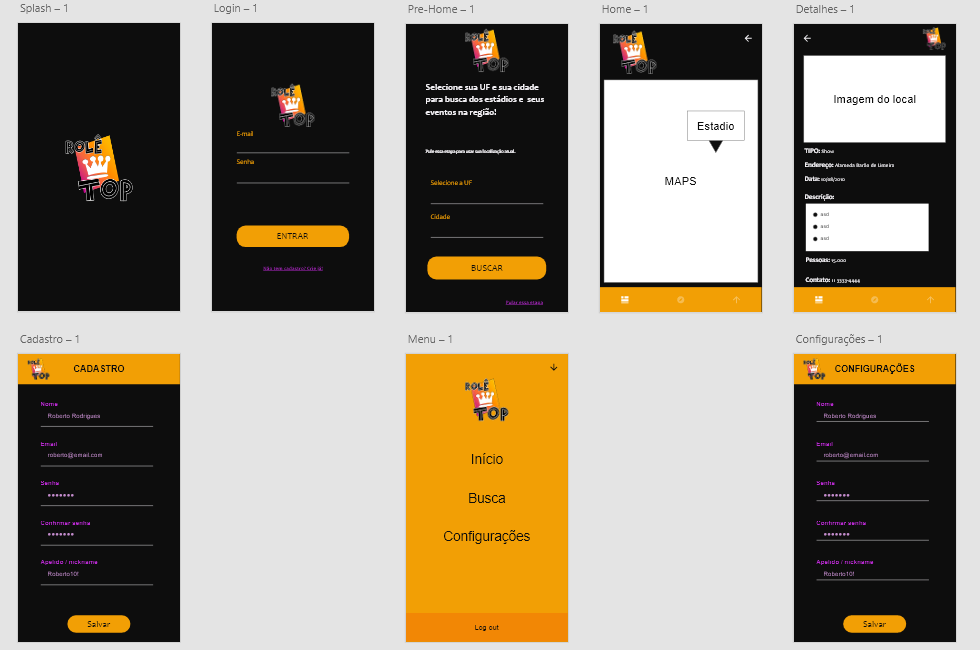 Splash – 1
Login – 1
Pre-Home – 1
Home – 1
Detalhes – 1
ROLÊ
TOP
ROLÊ
TOP
E-mail
Senha
ENTRAR
Não tem cadastro? Crie já!
ROLÊ
TOP
Selecione sua UF e sua cidade
para busca dos estádios e seus
eventos na região!
Pule essa etapa para usar sua localização atual.
Selecione a UF
Cidade
BUSCAR
Pular essa etapa
ROLÊ
TOP
Estadio
MAPS
ROLÊ
TOP
Imagem do local
TIPO: Show
Endereço: Alameda Barão de Limeira
Data: 10/08/2010
Descrição:
asd
asd
asd
Pessoas: 15.000
Contato: 11 3333-4444
Cadastro – 1
Menu – 1
Configurações – 1
ROLÊ
TOP
CADASTRO
Nome
Roberto Rodrigues
Email
roberto@email.com
Senha
•••••••
Confirmar senha
•••••••
Apelido / nickname
Roberto10!
Salvar
ROLÊ
TOP
Início
Busca
Configurações
Log out
ROLÊ
TOP
CONFIGURAÇÕES
Nome
Roberto Rodrigues
Email
roberto@email.com
Senha
•••••••
Confirmar senha
•••••••
Apelido / nickname
Roberto10!
Salvar